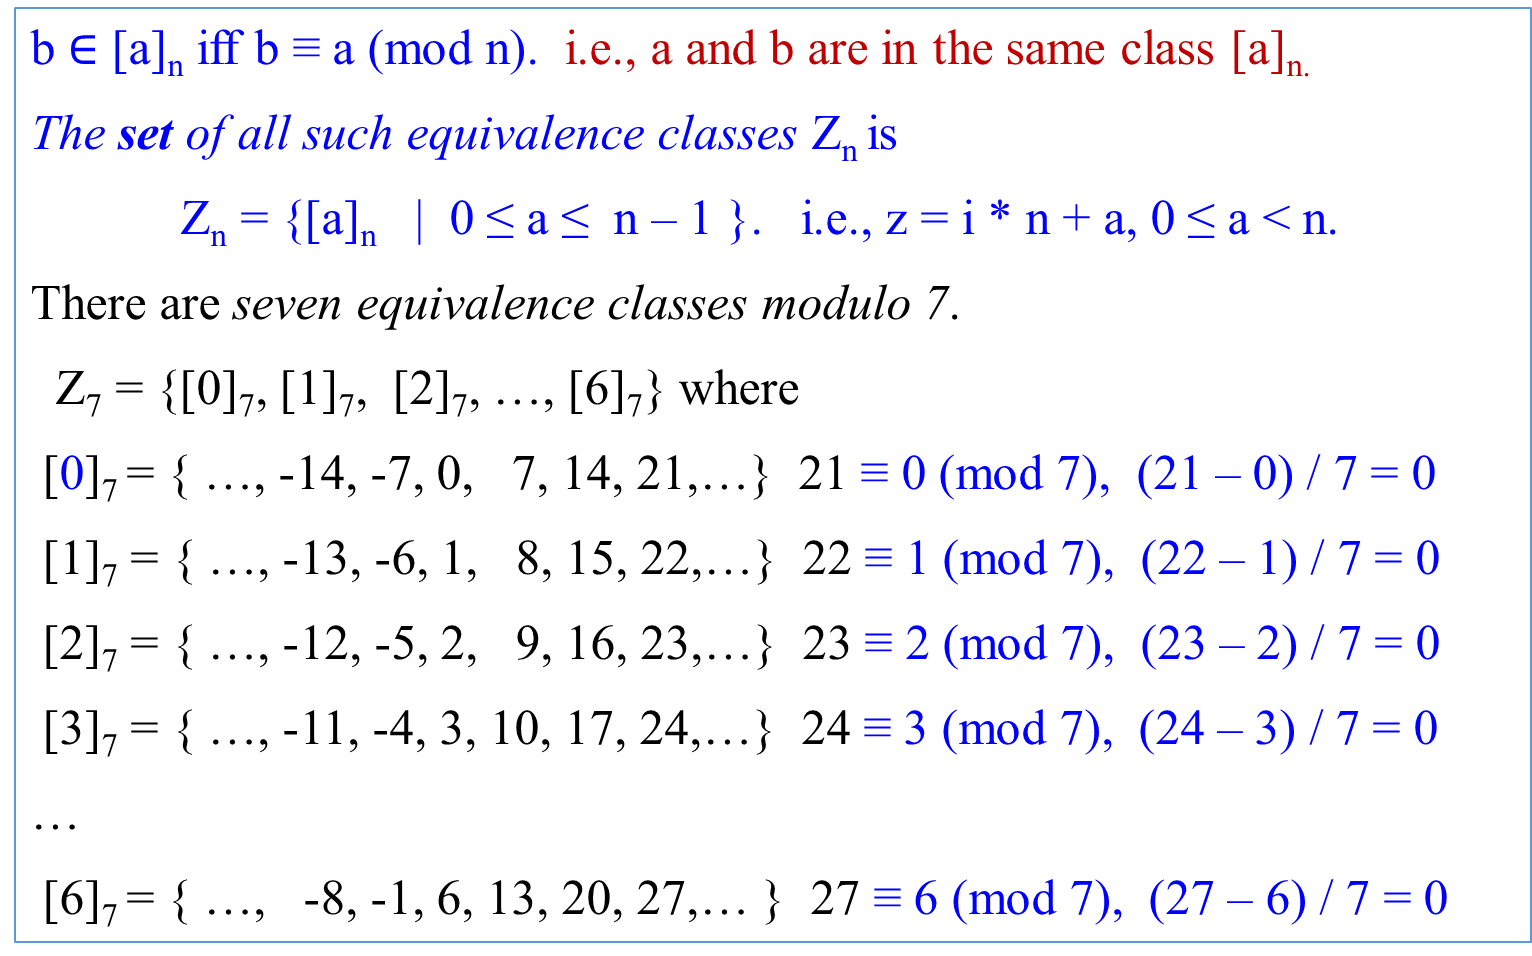 b ∈ [a]ₙ iff b ≡ a (mod n). i.e., a and b are in the same class [a]ₙ.
The set of all such equivalence classes Zₙ is
Zₙ = {[a]ₙ | 0 ≤ a ≤ n – 1 }. i.e., z = i * n + a, 0 ≤ a < n.
There are seven equivalence classes modulo 7.
Z₇ = {[0]₇, [1]₇, [2]₇, …, [6]₇} where
[0]₇ = { …, -14, -7, 0, 7, 14, 21,…} 21 ≡ 0 (mod 7), (21 – 0) / 7 = 0
[1]₇ = { …, -13, -6, 1, 8, 15, 22,…} 22 ≡ 1 (mod 7), (22 – 1) / 7 = 0
[2]₇ = { …, -12, -5, 2, 9, 16, 23,…} 23 ≡ 2 (mod 7), (23 – 2) / 7 = 0
[3]₇ = { …, -11, -4, 3, 10, 17, 24,…} 24 ≡ 3 (mod 7), (24 – 3) / 7 = 0
…
[6]₇ = { …, -8, -1, 6, 13, 20, 27,… } 27 ≡ 6 (mod 7), (27 – 6) / 7 = 0